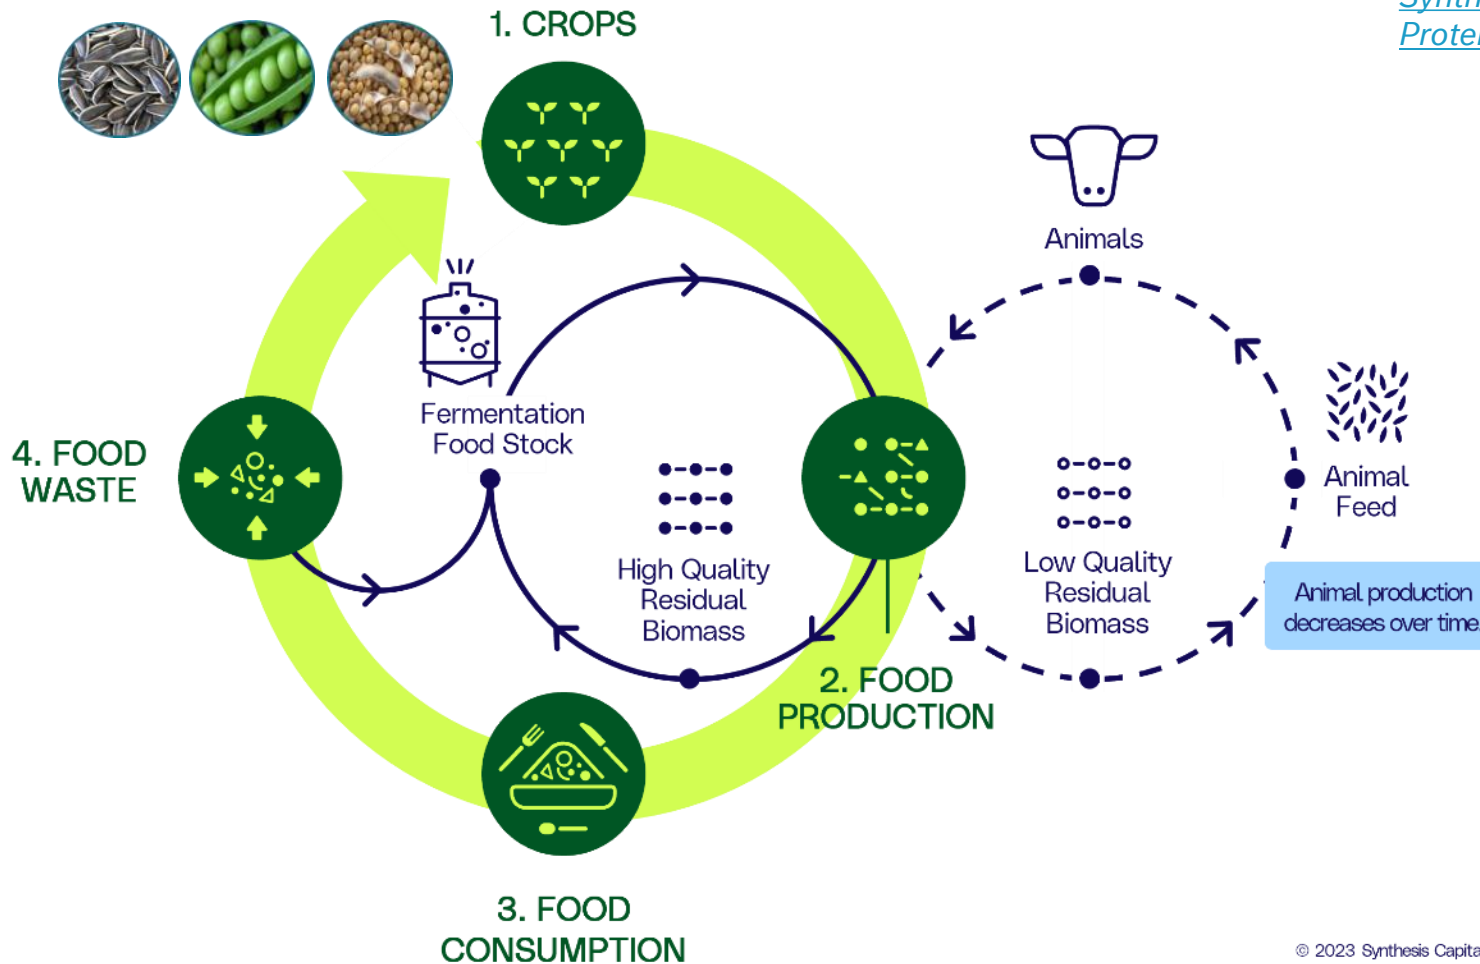 1. CROPS
Animals
Fermentation
Food Stock
4. FOOD
WASTE
Animal
Feed
High Quality
Residual
Biomass
Low Quality
Residual
Biomass
Animal production
decreases over time
2. FOOD
PRODUCTION
3. FOOD
CONSUMPTION
© 2023 Synthesis